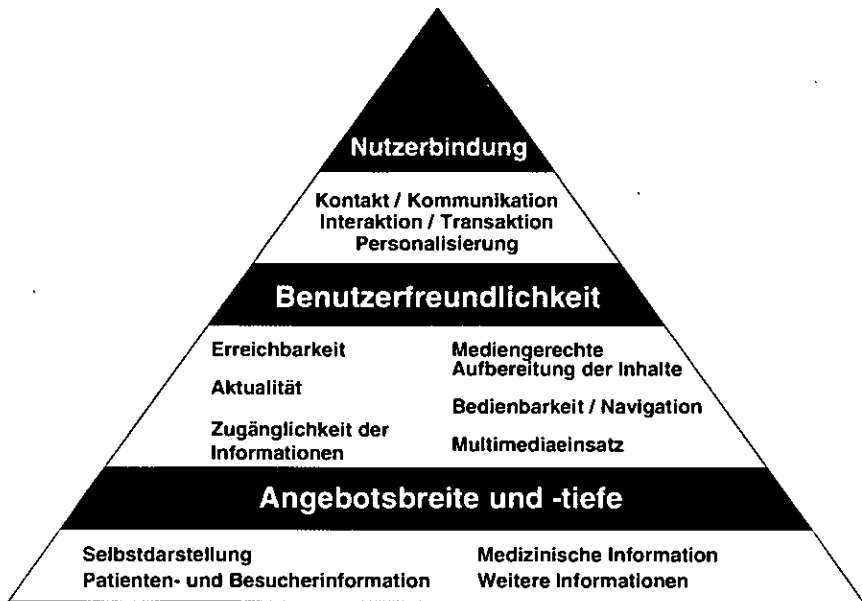 Nutzerbindung
Kontakt / Kommunikation
Interaktion / Transaktion
Personalisierung
Benutzerfreundlichkeit
Erreichbarkeit
Aktualität
Zugänglichkeit der
Informationen
Mediengerechte
Aufbereitung der Inhalte
Bedienbarkeit / Navigation
Multimediaeinsatz
Angebotsbreite und -tiefe
Selbstdarstellung
Patienten- und Besucherinformation
Medizinische Information
Weitere Informationen